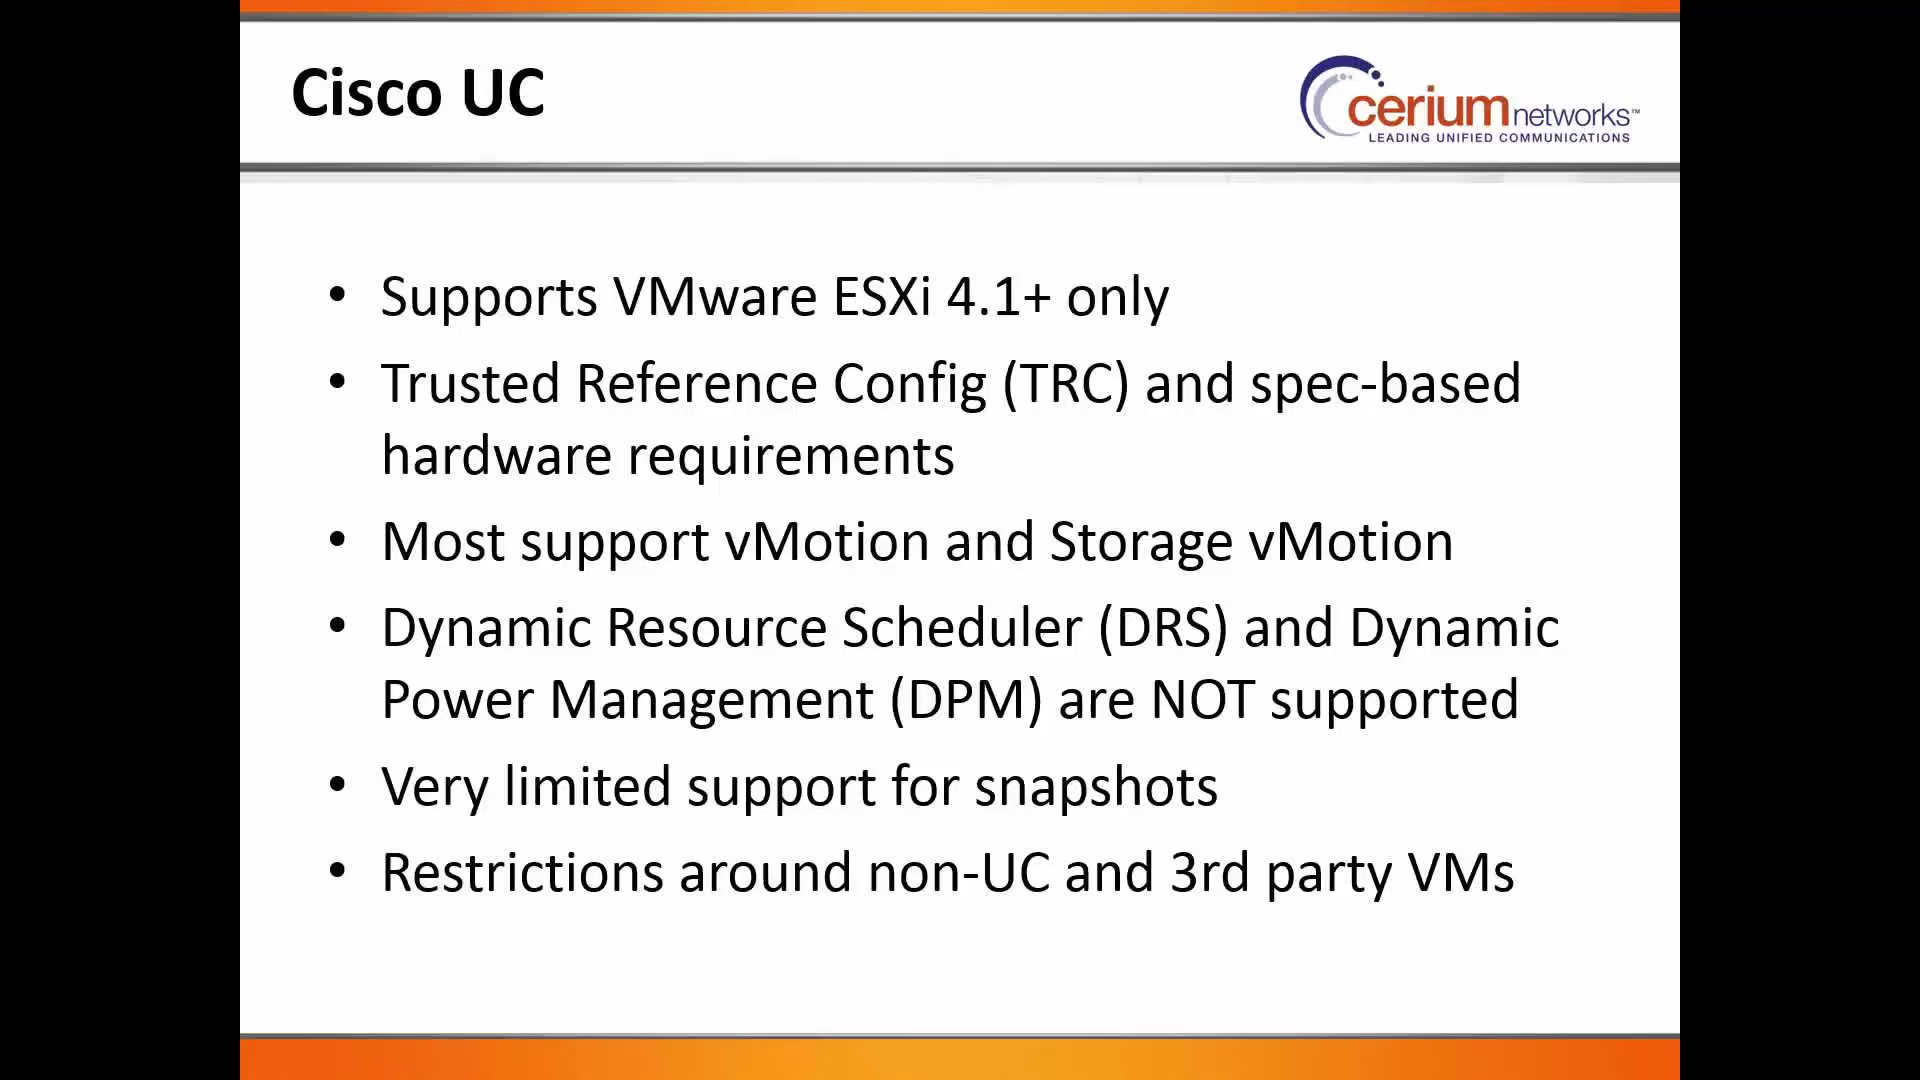 Cisco UC
cerium networks™
LEADING UNIFIED COMMUNICATIONS
• Supports VMware ESXi 4.1+ only
• Trusted Reference Config (TRC) and spec-based
hardware requirements
• Most support vMotion and Storage vMotion
• Dynamic Resource Scheduler (DRS) and Dynamic
Power Management (DPM) are NOT supported
• Very limited support for snapshots
• Restrictions around non-UC and 3rd party VMs